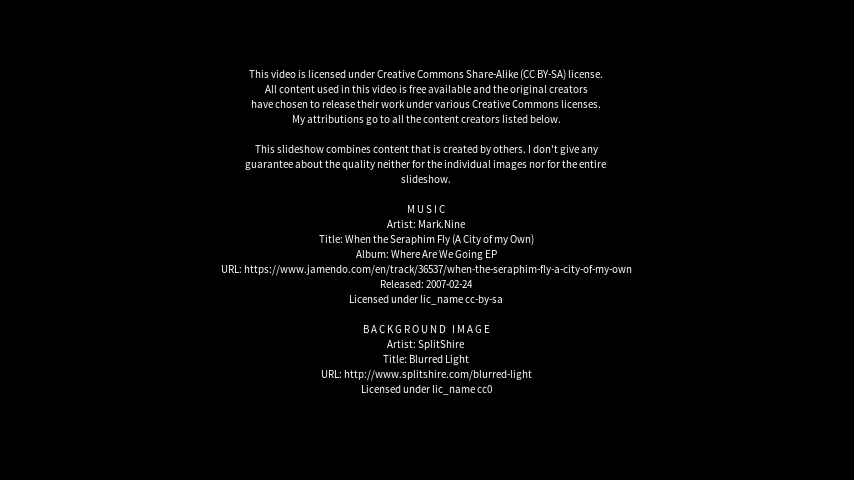 This video is licensed under Creative Commons Share-Alike (CC BY-SA) license.
All content used in this video is free available and the original creators
have chosen to release their work under various Creative Commons licenses.
My attributions go to all the content creators listed below.
This slideshow combines content that is created by others. I don't give any
guarantee about the quality neither for the individual images nor for the entire
slideshow.
MUSIC
Artist: Mark.Nine
Title: When the Seraphim Fly (A City of my Own)
Album: Where Are We Going EP
URL: https://www.jamendo.com/en/track/36537/when-the-seraphim-fly-a-city-of-my-own
Released: 2007-02-24
Licensed under lic_name cc-by-sa
BACKGROUND IMAGE
Artist: SplitShire
Title: Blurred Light
URL: http://www.splitshire.com/blurred-light
Licensed under lic_name cc0